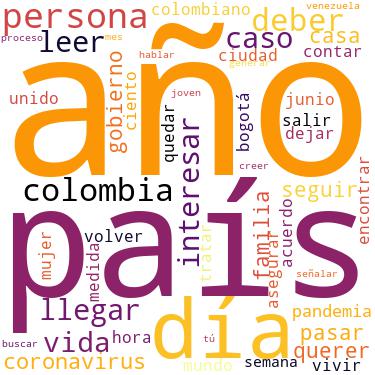 persona
colombiano
deber
venezuela
proceso
mes
leer
caso
casa
hablar
ciudad
contar
año
gobierno
ciento
generar
unido
joven
junio
quedar
bogotá
salir
dejar
creer
interesar
colombia
seguir
encontrar
país
familia
acuerdo
mujer
volver
medida
tratar
asegurar
señalar
llegar
día
pandemia
vida
hora
tú
pasar
buscar
querer
coronavirus
mundo
semana
vivir